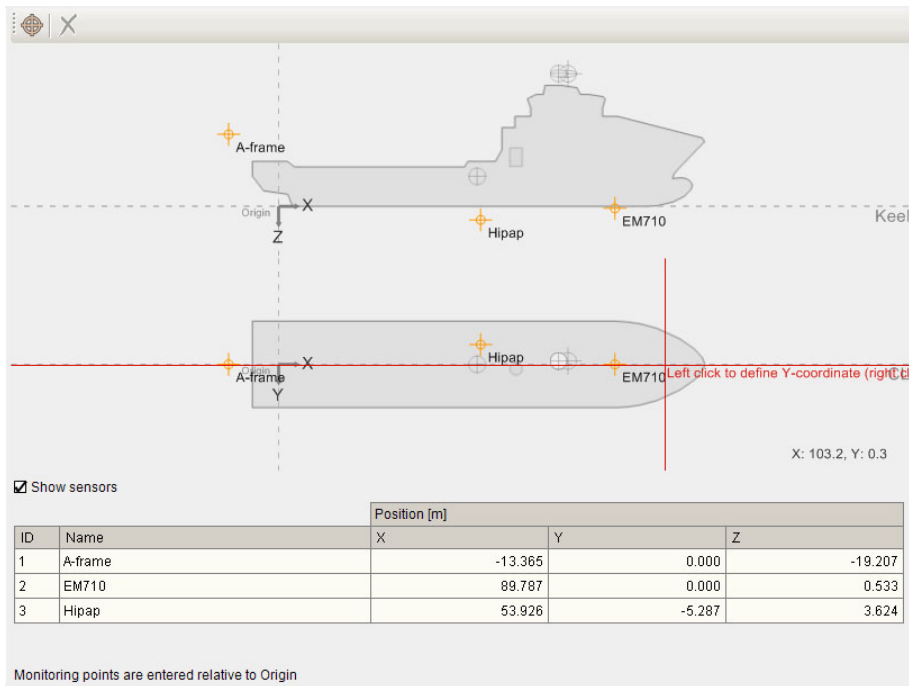 A-frame
Origin
X
Keel
Z
Hipap
EM710
Hipap
X
Origin
A-frame
EM710
Left click to define Y-coordinate (right cl
Y
X: 103.2, Y: 0.3
Show sensors
Position [m]
ID Name X Y Z
1 A-frame -13.365 0.000 -19.207
2 EM710 89.787 0.000 0.533
3 Hipap 53.926 -5.287 3.624
Monitoring points are entered relative to Origin